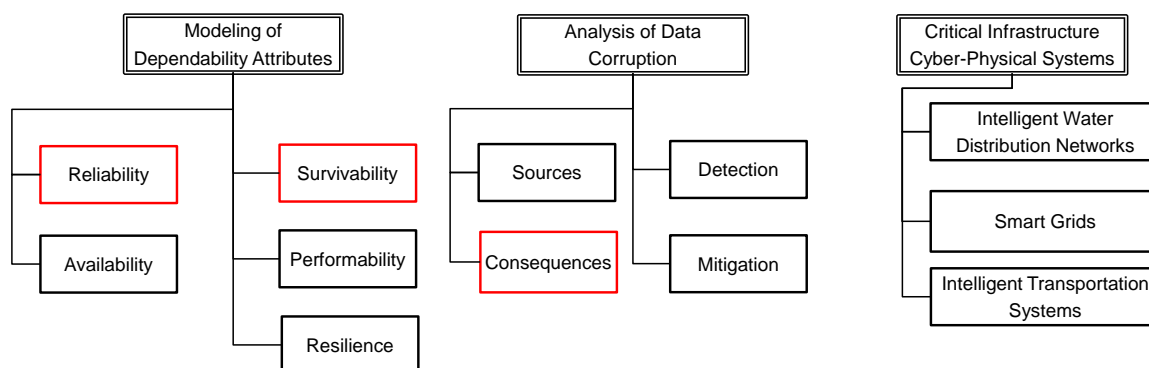 Modeling of
Dependability Attributes
Reliability
Availability
Survivability
Performability
Resilience
Analysis of Data
Corruption
Sources
Consequences
Detection
Mitigation
Critical Infrastructure
Cyber-Physical Systems
Intelligent Water
Distribution Networks
Smart Grids
Intelligent Transportation
Systems